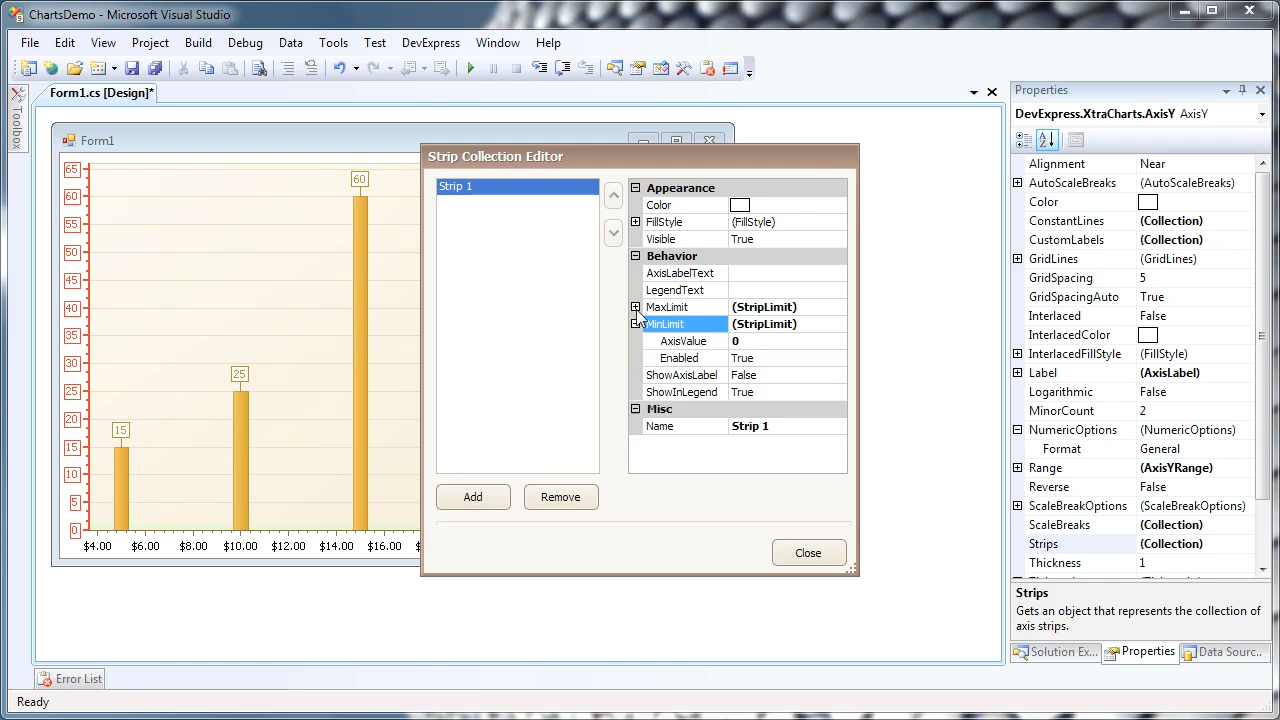 ChartsDemo - Microsoft Visual Studio
File Edit View Project Build Debug Data Tools Test DevExpress Window Help
Form1.cs [Design]*
Toolbox
Form1
65
60
55
50
45
40
35
30
25
20
15
10
5
0
15
25
60
$4.00 $6.00 $8.00 $10.00 $12.00 $14.00 $16.00
Strip Collection Editor
Strip 1
Appearance
Color
FillStyle (FillStyle)
Visible True
Behavior
AxisLabelText
LegendText
MaxLimit (StripLimit)
MinLimit (StripLimit)
AxisValue 0
Enabled True
ShowAxisLabel False
ShowInLegend True
Misc
Name Strip 1
Add Remove
Close
Properties
DevExpress.XtraCharts.AxisY AxisY
Alignment Near
AutoScaleBreaks (AutoScaleBreaks)
Color
ConstantLines (Collection)
CustomLabels (Collection)
GridLines (GridLines)
GridSpacing 5
GridSpacingAuto True
Interlaced False
InterlacedColor
InterlacedFillStyle (FillStyle)
Label (AxisLabel)
Logarithmic False
MinorCount 2
NumericOptions (NumericOptions)
Format General
Range (AxisYRange)
Reverse False
ScaleBreakOptions (ScaleBreakOptions)
ScaleBreaks (Collection)
Strips (Collection)
Thickness 1
Strips
Gets an object that represents the collection of
axis strips.
Solution Ex... Properties Data Sourc...
Error List
Ready